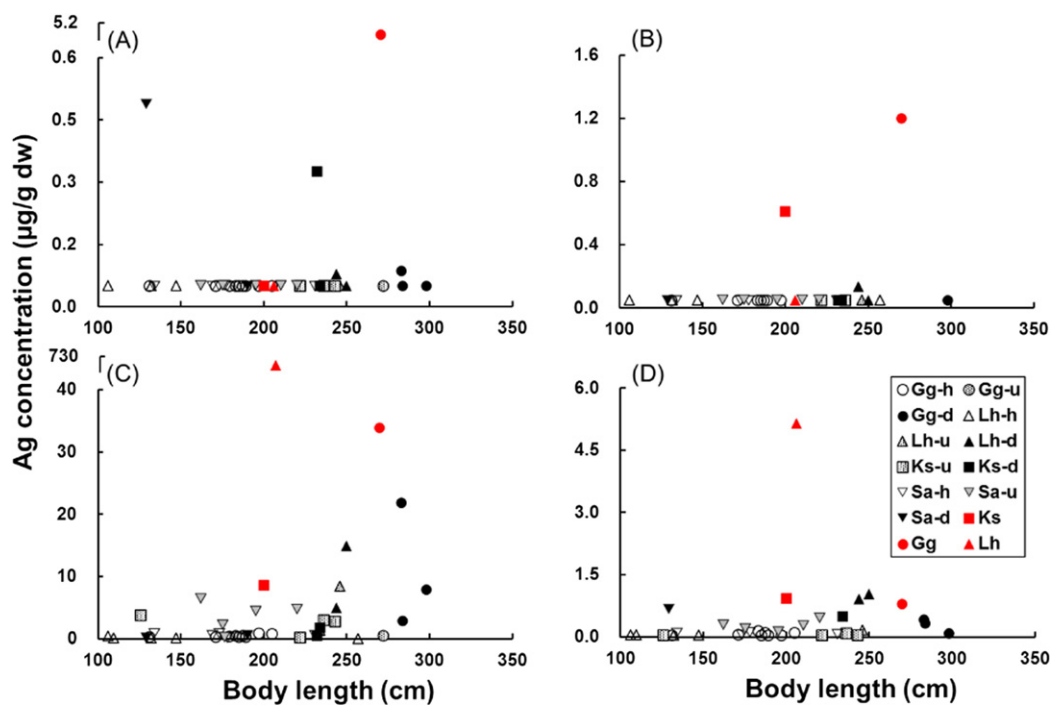 Ag concentration (µg/g dw)
5.2
(A)
0.6
0.5
0.3
0.2
0.0
100 150 200 250 300 350
(B)
1.6
1.2
0.8
0.4
0.0
100 150 200 250 300 350
730
(C)
40
30
20
10
0
100 150 200 250 300 350
Body length (cm)
(D)
6.0
4.5
3.0
1.5
0.0
100 150 200 250 300 350
Body length (cm)
Gg-h Gg-u
Gg-d Lh-h
Lh-u Lh-d
Ks-u Ks-d
Sa-h Sa-u
Sa-d Ks
Gg Lh